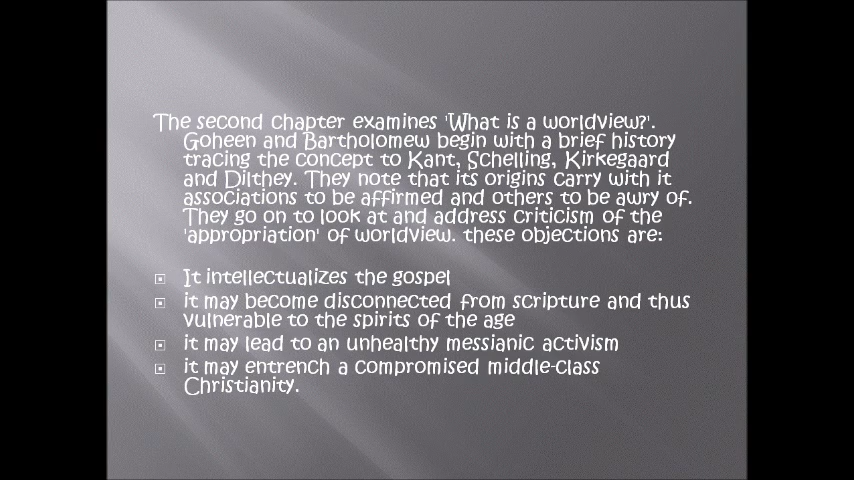 The second chapter examines 'What is a worldview?'.
Goheen and Bartholomew begin with a brief history
tracing the concept to Kant, Schelling, Kirkegaard
and Dilthey. They note that its origins carry with it
associations to be affirmed and others to be awry of.
They go on to look at and address criticism of the
'appropriation' of worldview. these objections are:
It intellectualizes the gospel
it may become disconnected from scripture and thus
vulnerable to the spirits of the age
it may lead to an unhealthy messianic activism
it may entrench a compromised middle-class
Christianity.